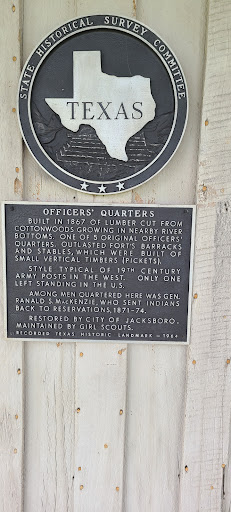 STATE HISTORICAL SURVEY COMMITTEE
TEXAS
OFFICERS' QUARTERS
BUILT IN 1867 OF LUMBER CUT FROM
COTTONWOODS GROWING IN NEARBY RIVER
BOTTOMS. ONE OF 5 ORIGINAL OFFICERS'
QUARTERS. OUTLASTED FORT'S BARRACKS
AND STABLES, WHICH WERE BUILT OF
SMALL VERTICAL TIMBERS (PICKETS).
STYLE TYPICAL OF 19TH CENTURY
ARMY POSTS IN THE WEST. ONLY ONE
LEFT STANDING IN THE U.S.
AMONG MEN QUARTERED HERE WAS GEN.
RANALD S. McKENZIE, WHO SENT INDIANS
BACK TO RESERVATIONS, 1871-74.
RESTORED BY CITY OF JACKSBORO.
MAINTAINED BY GIRL SCOUTS.
RECORDED TEXAS HISTORIC LANDMARK - 1964